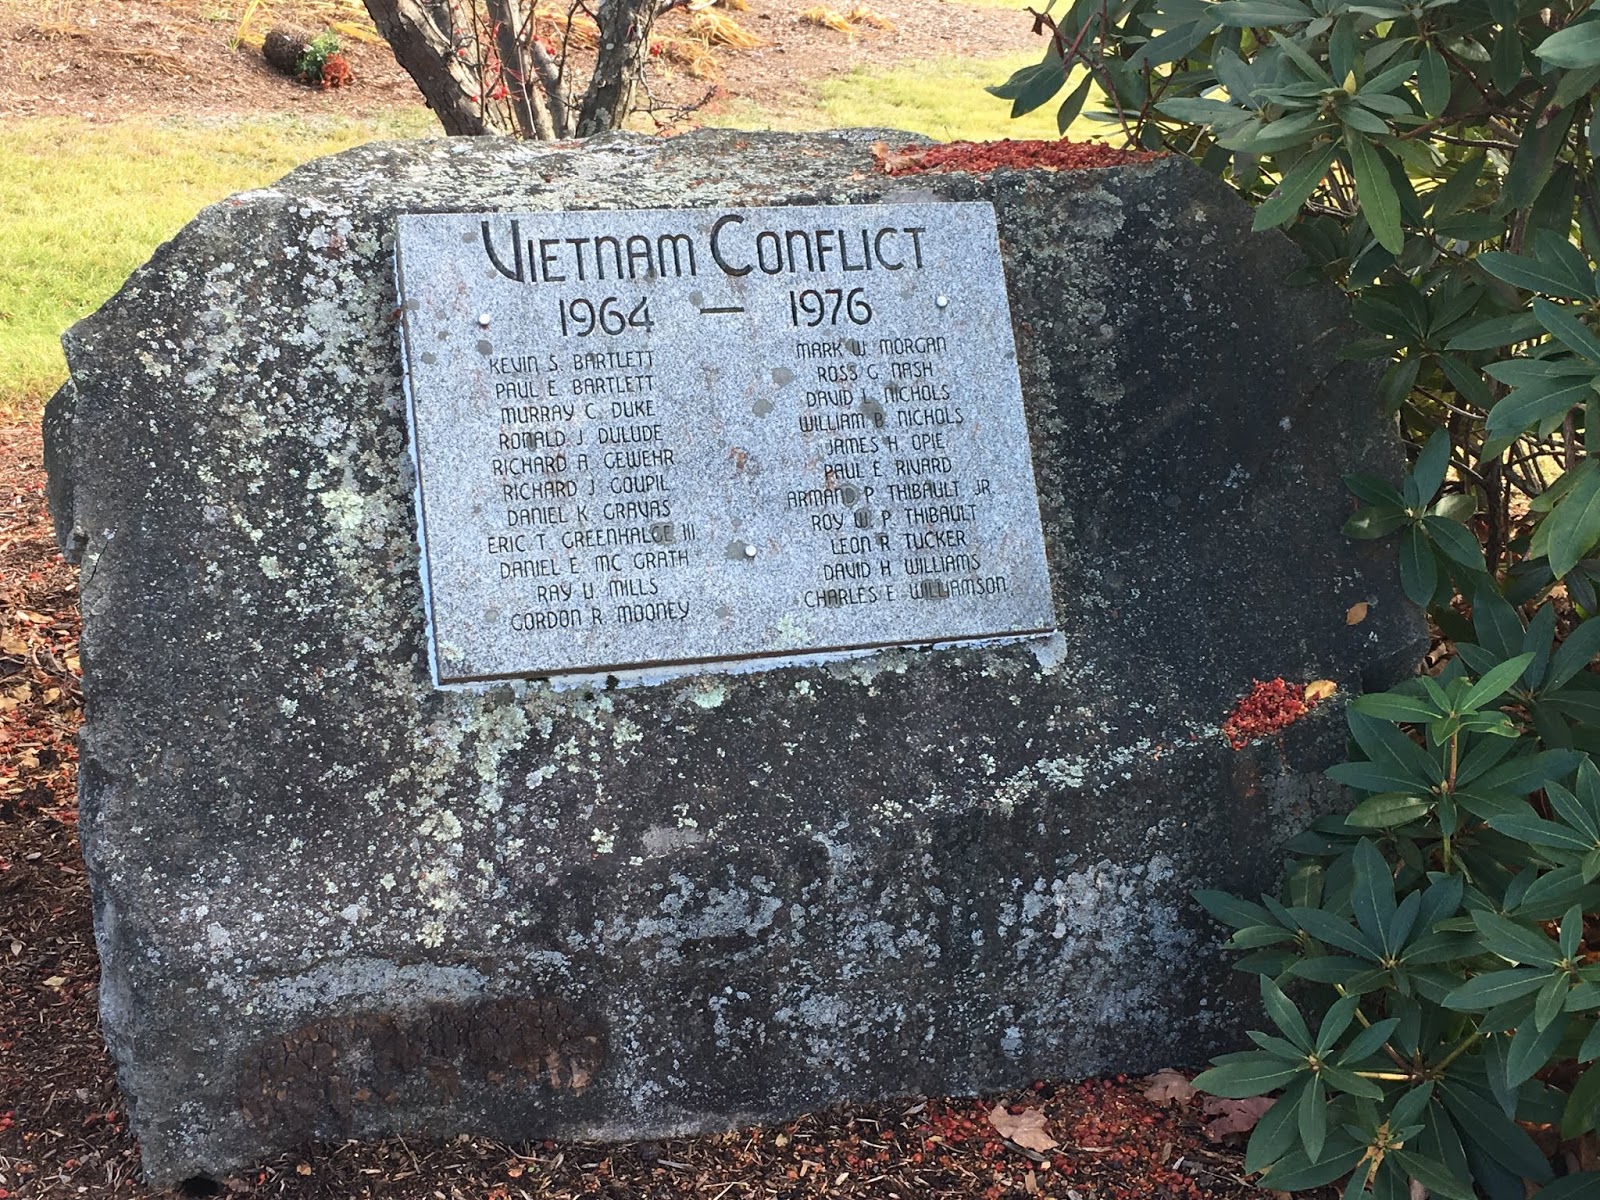 VIETNAM CONFLICT
1964 — 1976
KEVIN S. BARTLETT
PAUL E. BARTLETT
MURRAY C. DUKE
RONALD J. DULUDE
RICHARD A. GEWEHR
RICHARD J. GOUPIL
DANIEL K. GRAVAS
ERIC T. GREENHALGE III
DANIEL E. MC GRATH
RAY U. MILLS
GORDON R. MOONEY
MARK W. MORGAN
ROSS G. NASH
DAVID L. NICHOLS
WILLIAM B. NICHOLS
JAMES H. OPIE
PAUL E. RIVARD
ARMAND P. THIBAULT JR.
ROY W. P. THIBAULT
LEON R. TUCKER
DAVID H. WILLIAMS
CHARLES E. WILLIAMSON